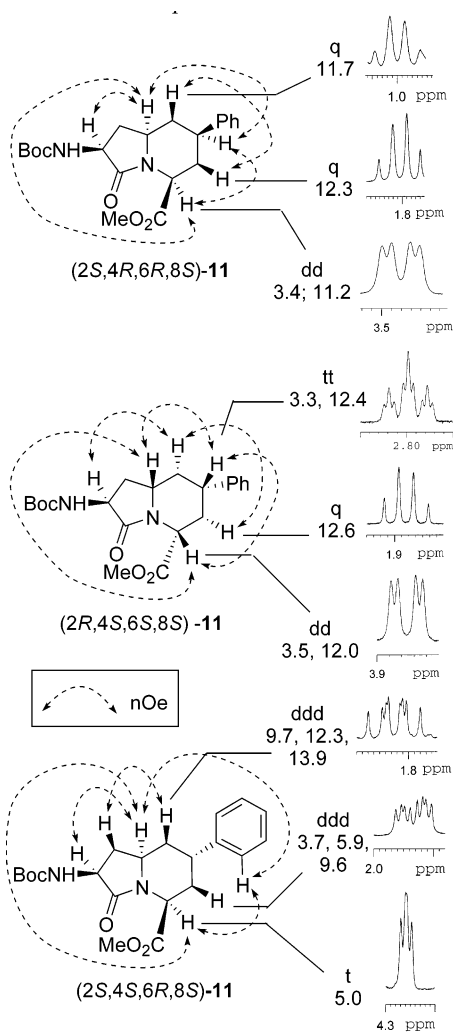 q
11.7
H
H
H
Ph
H
1.0 ppm
BocNH
N
H
q
12.3
1.8 ppm
O
MeO2C
H
(2S,4R,6R,8S)-11
dd
3.4; 11.2
3.5 ppm
tt
3.3, 12.4
2.80 ppm
H
H
H
H
Ph
BocNH
N
H
q
12.6
1.9 ppm
O
MeO2C
H
(2R,4S,6S,8S) -11
dd
3.5, 12.0
3.9 ppm
nOe
ddd
9.7, 12.3,
13.9
1.8 ppm
H
H
H
H
BocNH
N
H
H
ddd
3.7, 5.9,
9.6
2.0 ppm
O
MeO2C
H
(2S,4S,6R,8S)-11
t
5.0
4.3 ppm